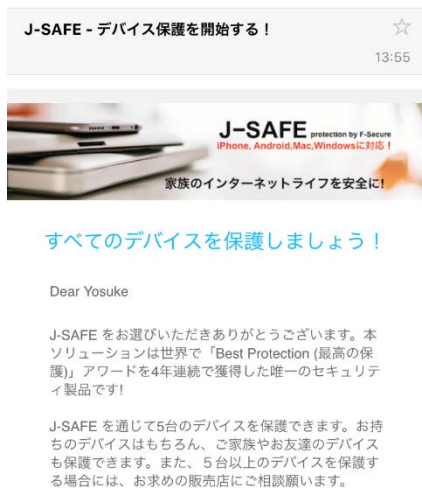 J-SAFE - デバイス保護を開始する！
13:55
J-SAFE protection by F-Secure
iPhone, Android,Mac,Windowsに対応！
家族のインターネットライフを安全に!
すべてのデバイスを保護しましょう！
Dear Yosuke
J-SAFE をお選びいただきありがとうございます。本
ソリューションは世界で「Best Protection (最高の保
護)」アワードを4年連続で獲得した唯一のセキュリテ
ィ製品です!
J-SAFE を通じて5台のデバイスを保護できます。お持
ちのデバイスはもちろん、ご家族やお友達のデバイス
も保護できます。また、５台以上のデバイスを保護す
る場合には、お求めの販売店にご相談願います。